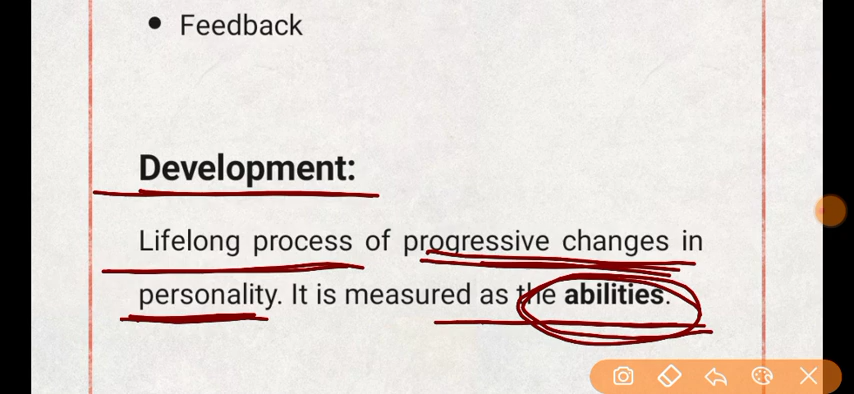 • Feedback
Development:
Lifelong process of progressive changes in
personality. It is measured as the abilities.